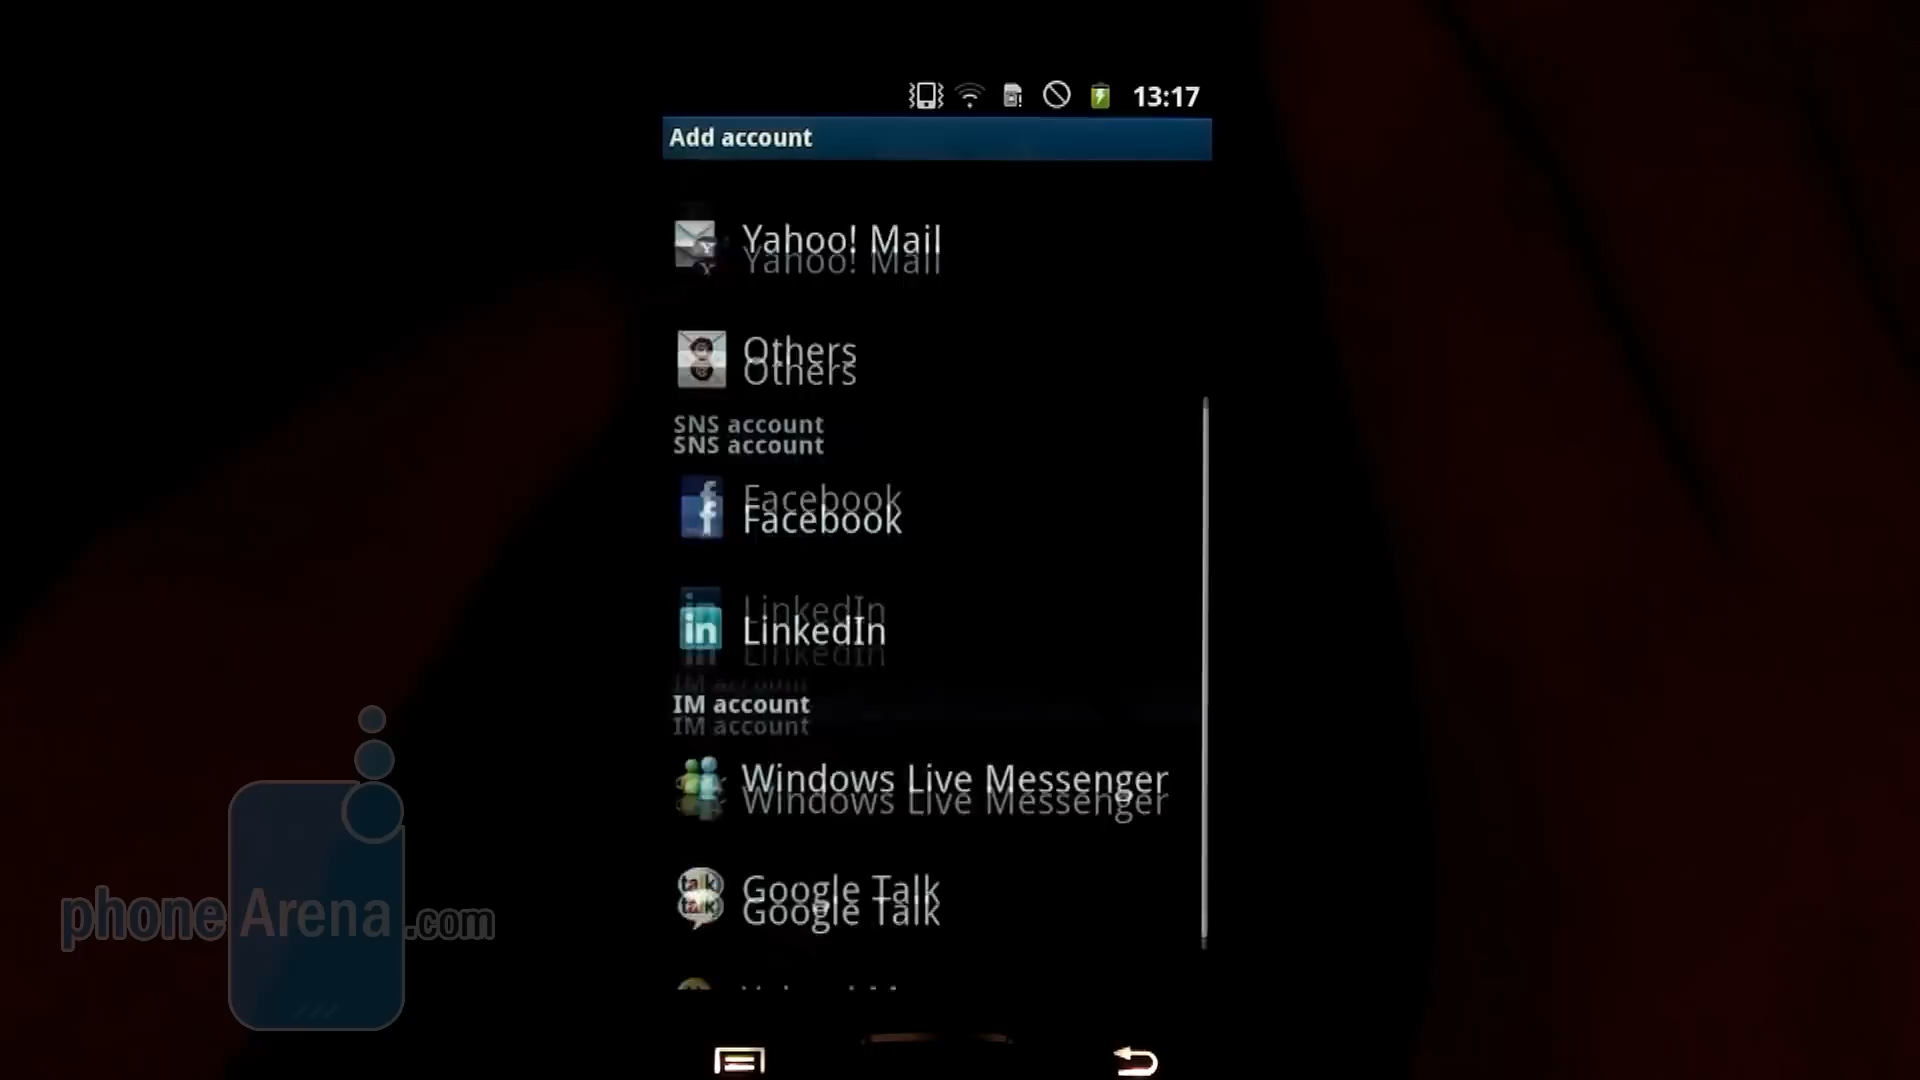 13:17
Add account
Yahoo! Mail
Others
SNS account
Facebook
LinkedIn
IM account
Windows Live Messenger
Google Talk
phoneArena.com